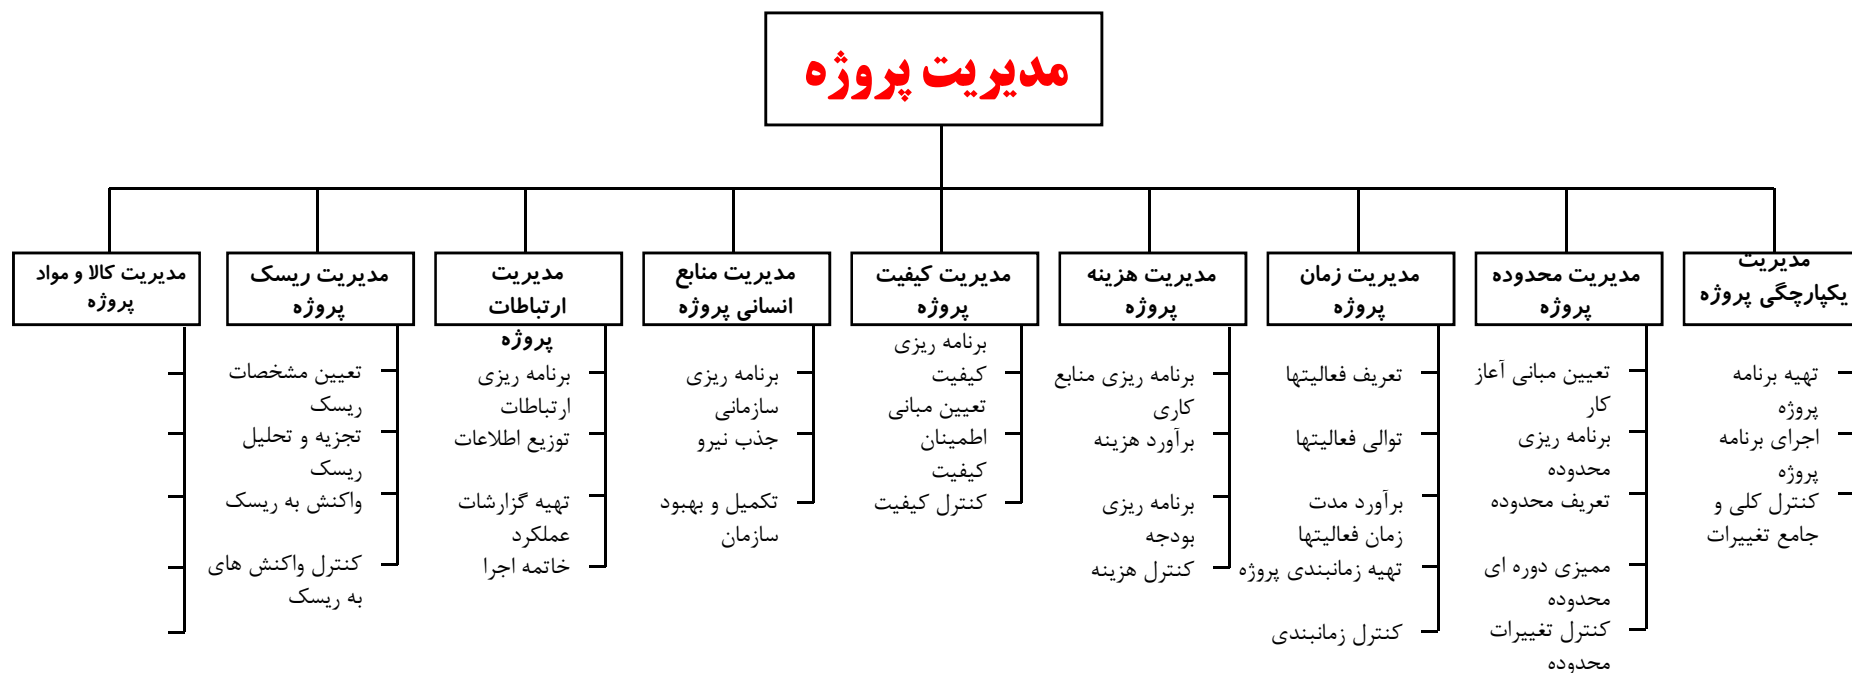 مدیریت پروژه
مدیریت
یکپارچگی پروژه
تهیه برنامه
پروژه
اجرای برنامه
پروژه
کنترل کلی و
جامع تغییرات
مدیریت محدوده
پروژه
تعیین مبانی آغاز
کار
برنامه ریزی
محدوده
تعریف محدوده
ممیزی دوره ای
محدوده
کنترل تغییرات
محدوده
مدیریت زمان
پروژه
تعریف فعالیتها
توالی فعالیتها
برآورد مدت
زمان فعالیتها
تهیه زمانبندی پروژه
کنترل زمانبندی
مدیریت هزینه
پروژه
برنامه ریزی منابع
کاری
برآورد هزینه
برنامه ریزی
بودجه
کنترل هزینه
مدیریت کیفیت
پروژه
برنامه ریزی
کیفیت
تعیین مبانی
اطمینان
کیفیت
کنترل کیفیت
مدیریت منابع
انسانی پروژه
برنامه ریزی
سازمانی
جذب نیرو
تکمیل و بهبود
سازمان
مدیریت
ارتباطات
پروژه
برنامه ریزی
ارتباطات
توزیع اطلاعات
تهیه گزارشات
عملکرد
خاتمه اجرا
مدیریت ریسک
پروژه
تعیین مشخصات
ریسک
تجزیه و تحلیل
ریسک
واکنش به ریسک
کنترل واکنش های
به ریسک
مدیریت کالا و مواد
پروژه